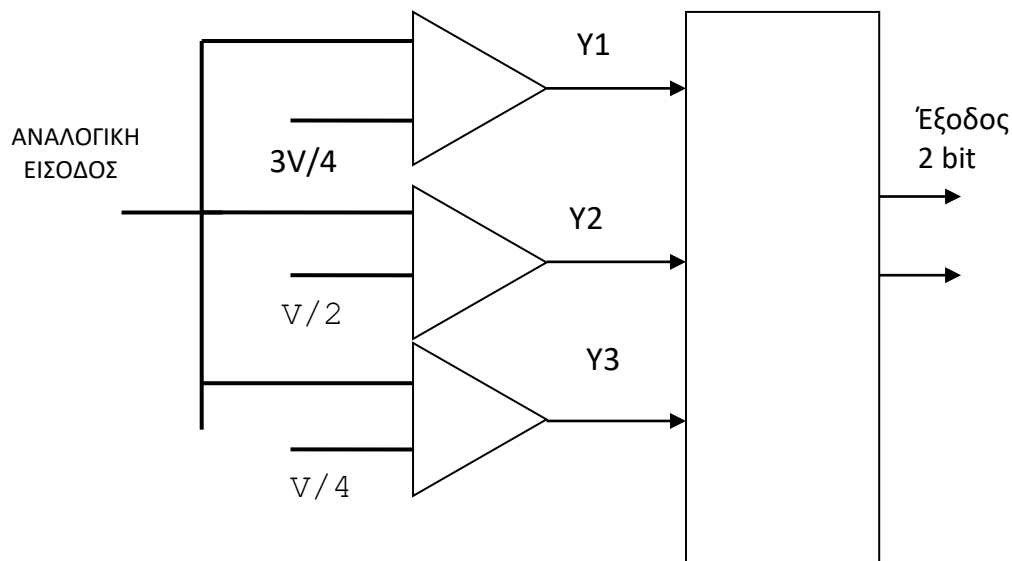 Y1
Έξοδος
2 bit
ΑΝΑΛΟΓΙΚΗ
ΕΙΣΟΔΟΣ
3V/4
Y2
V/2
Y3
V/4